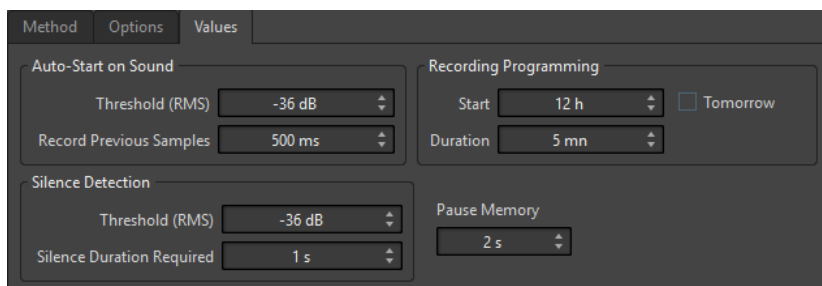 Method Options Values
Auto-Start on Sound
Threshold (RMS) -36 dB
Record Previous Samples 500 ms
Recording Programming
Start 12 h Tomorrow
Duration 5 mn
Silence Detection
Threshold (RMS) -36 dB
Silence Duration Required 1 s
Pause Memory
2 s